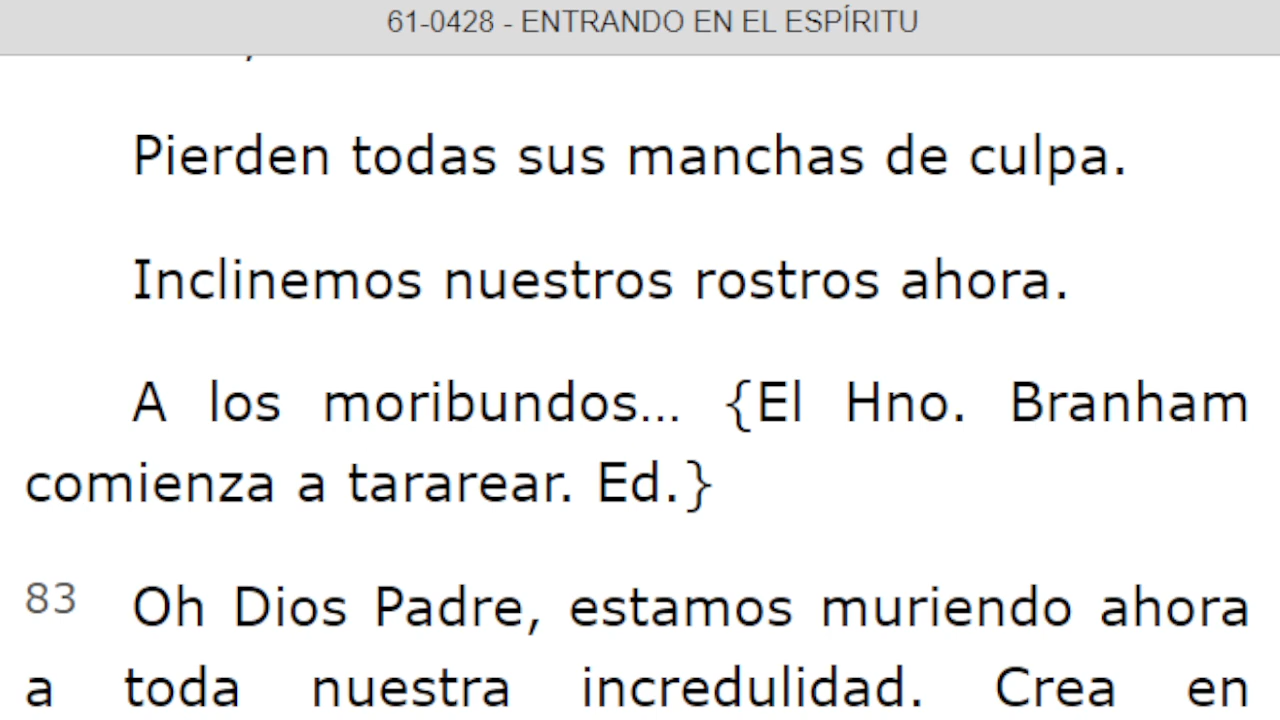 61-0428 - ENTRANDO EN EL ESPÍRITU
Pierden todas sus manchas de culpa.
Inclinemos nuestros rostros ahora.
A los moribundos... {El Hno. Branham
comienza a tararear. Ed.}
83 Oh Dios Padre, estamos muriendo ahora
a toda nuestra incredulidad. Crea en